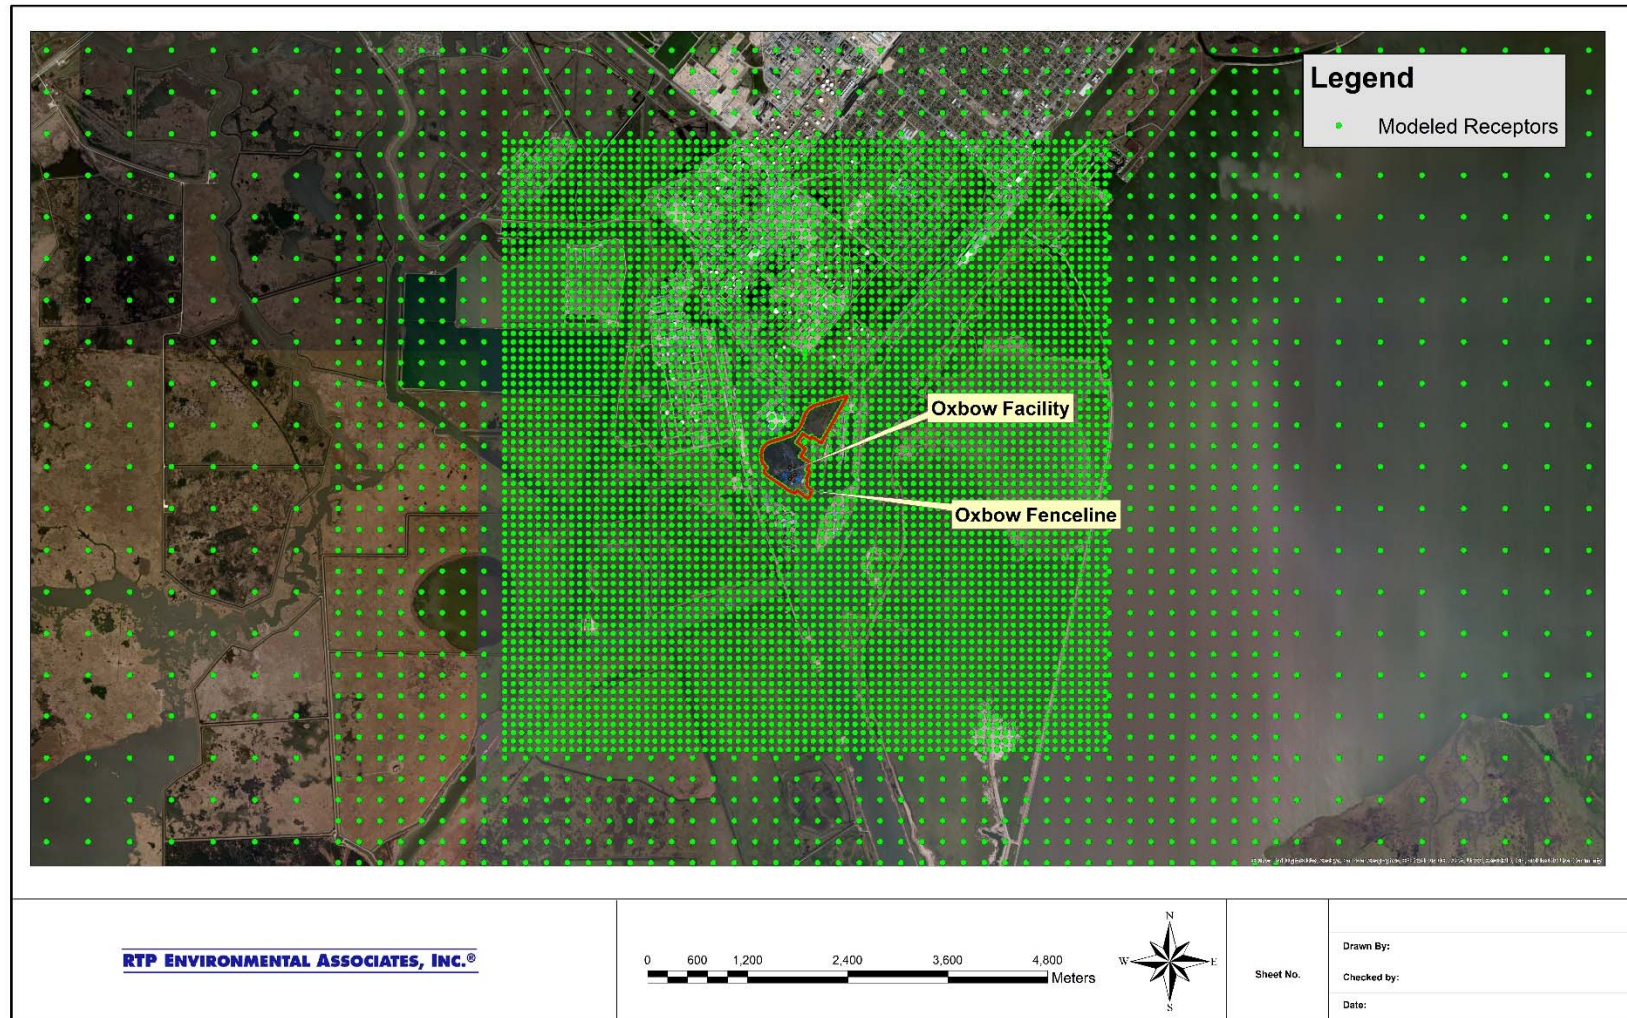 Legend
Modeled Receptors
Oxbow Facility
Oxbow Fenceline
RTP ENVIRONMENTAL ASSOCIATES, INC.®
0 600 1,200 2,400 3,600 4,800
Meters
N
W E
S
Sheet No.
Drawn By:
Checked by:
Date: